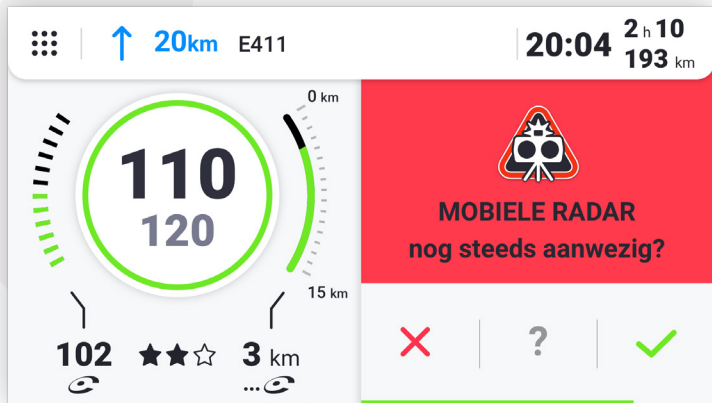 20km E411
20:04
2 h 10
193 km
0 km
110
120
15 km
102
3 km
...
MOBIELE RADAR
nog steeds aanwezig?
?